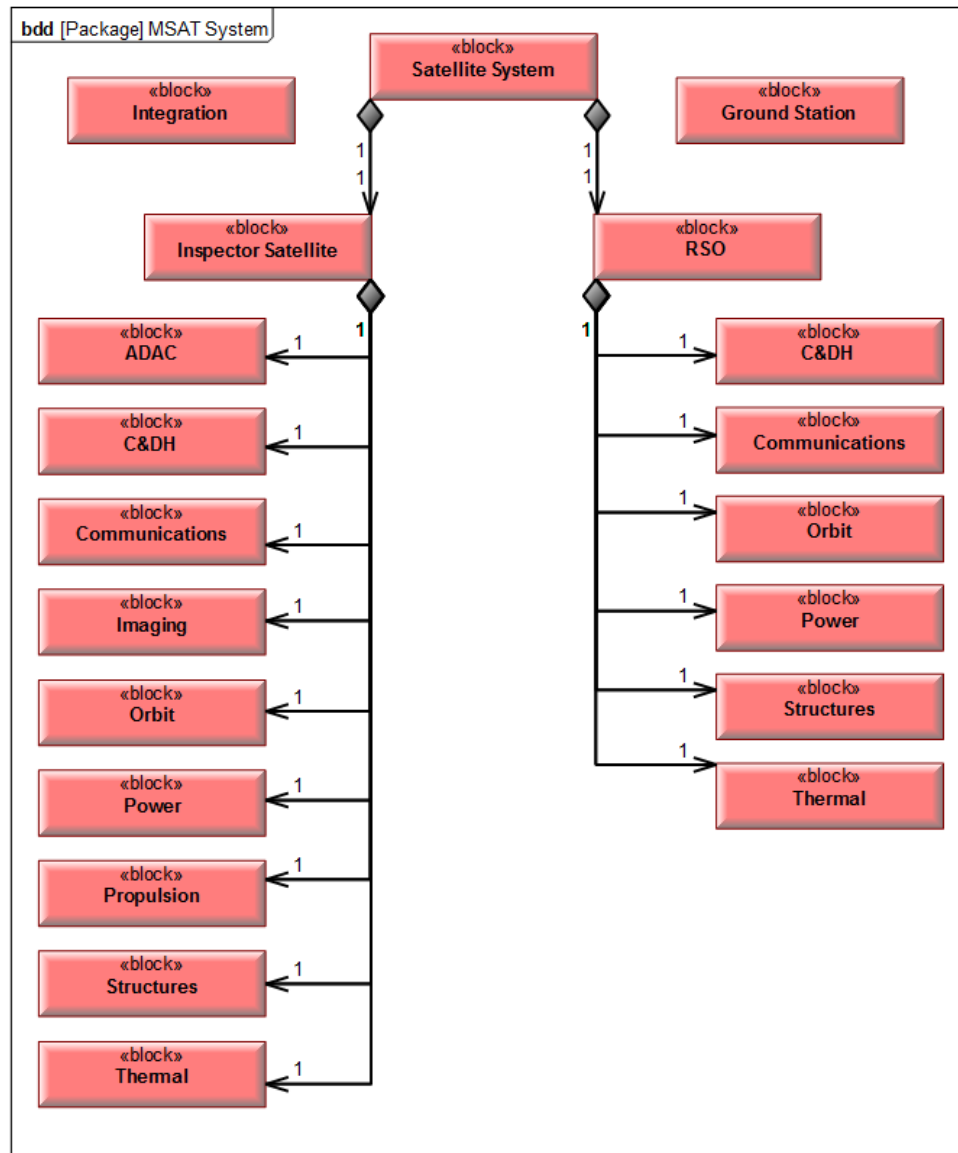 bdd [Package] MSAT System
«block»
Satellite System
«block»
Integration
«block»
Ground Station
1
1
1
1
«block»
Inspector Satellite
«block»
RSO
1
1
«block»
ADAC
1
«block»
C&DH
1
«block»
Communications
1
«block»
Imaging
1
«block»
Orbit
1
«block»
Power
1
«block»
Propulsion
1
«block»
Structures
1
«block»
Thermal
1
1
«block»
C&DH
1
«block»
Communications
1
«block»
Orbit
1
«block»
Power
1
«block»
Structures
1
«block»
Thermal